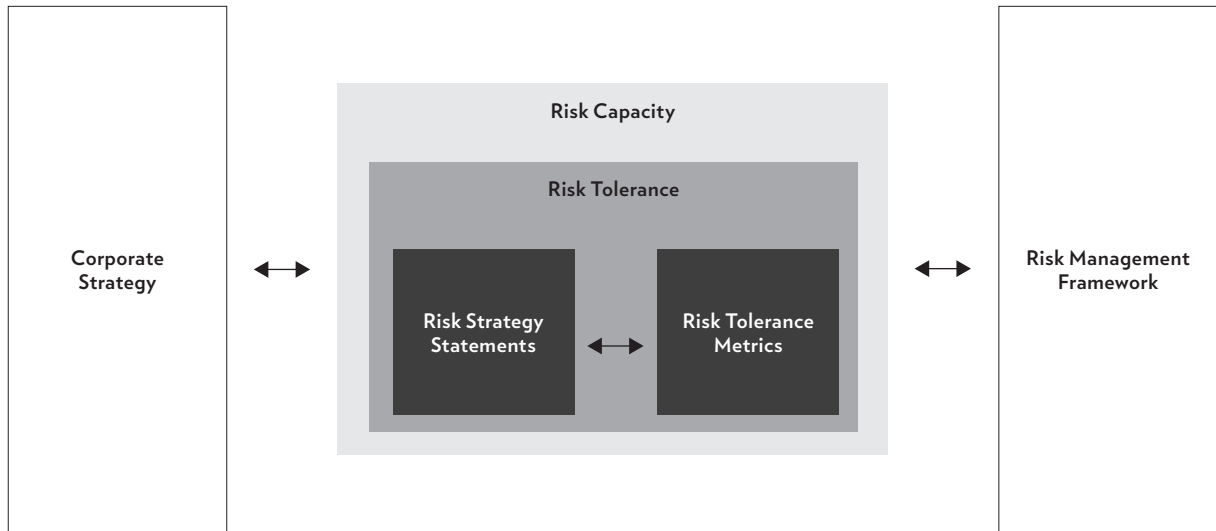 Risk Capacity
Risk Tolerance
Corporate
Strategy
Risk Strategy
Statements
Risk Tolerance
Metrics
Risk Management
Framework